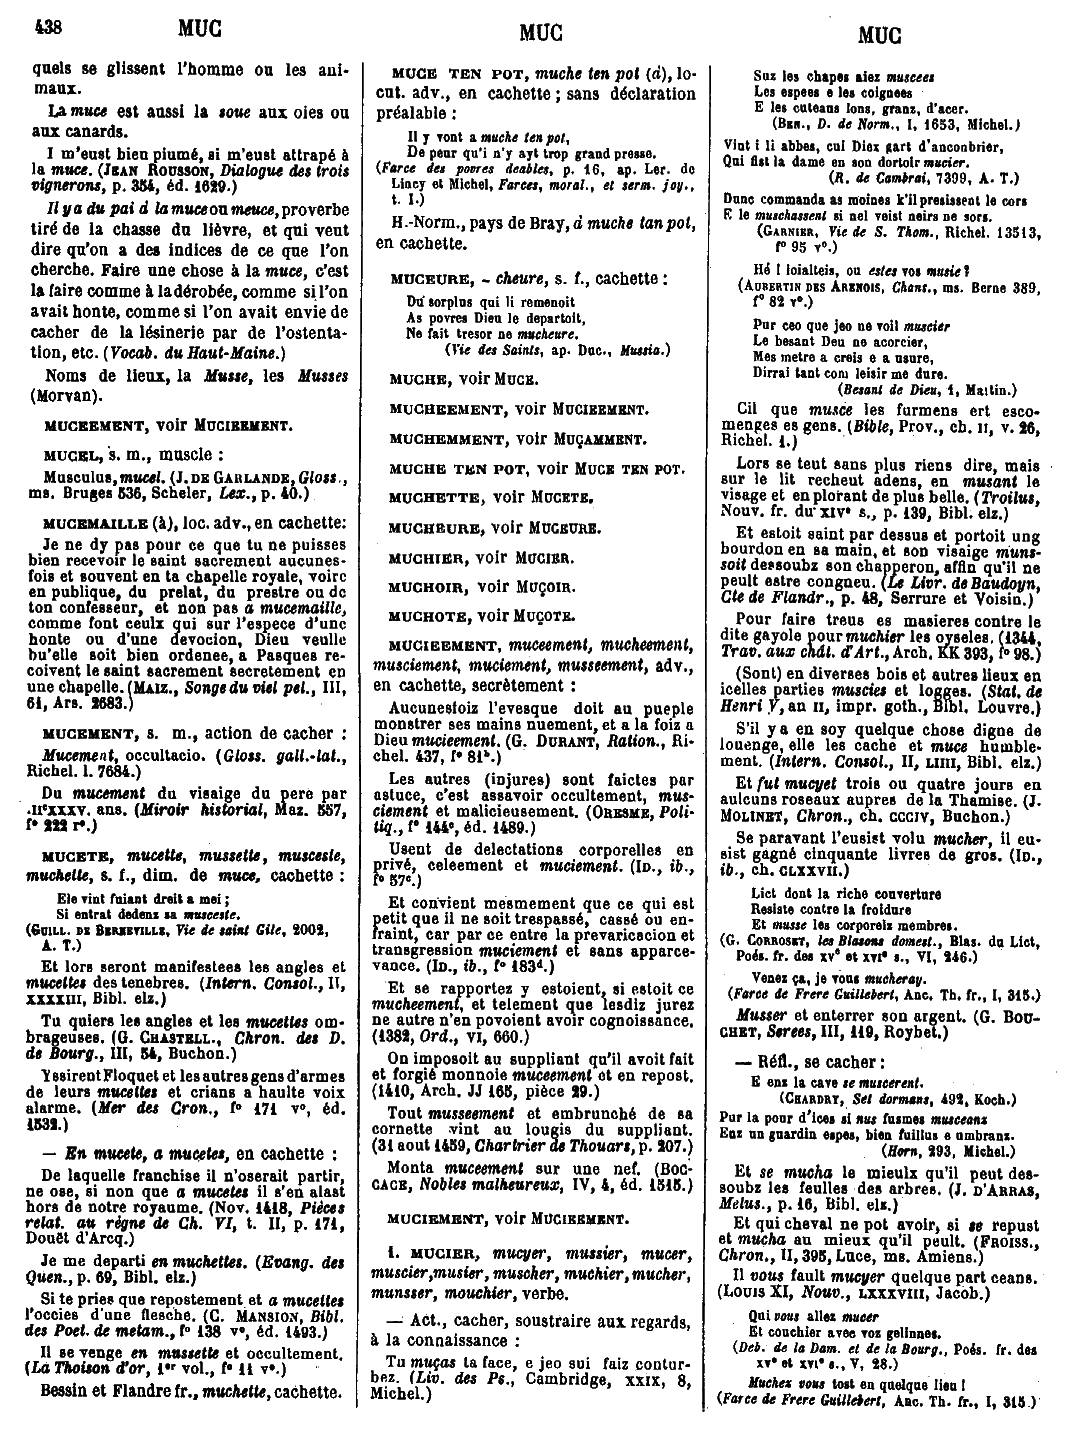 438
MUC
MUC
MUC
quels se glissent l'homme ou les ani-
maux.
La muce est aussi la soue aux oies ou
aux canards.
I m'eust bien piumé, si m'eust attrapé à
la muce. (JEAN ROUSSON, Dialogue des trois
vignerons, p. 354, éd. 1629.)
Il y a du pai à la muce ou meuce, proverbe
tiré de la chasse du lièvre, et qui veut
dire qu'on a des indices de ce que l'on
cherche. Faire une chose à la muce, c'est
la faire comme à la dérobée, comme si l'on
avait honte, comme si l'on avait envie de
cacher de la lésinerie par de l'ostenta-
tion, etc. (Vocab. du Haut-Maine.)
Noms de lieux, la Musse, les Musses
(Morvan).
MUCEEMENT, voir MUCIEEMENT.
MUCEL, s. m., muscle :
Musculus, mucel. (J. DE GARLANDE, Gloss.,
ms. Bruges 536, Scheler, Lex., p. 40.)
MUCEMAILLE (à), loc. adv., en cachette:
Je ne dy pas pour ce que tu ne puisses
bien recevoir le saint sacrement aucunes-
fois et souvent en ta chapelle royale, voire
en publique, du prelat, du prestre ou de
ton confesseur, et non pas a mucemaille,
comme font ceulx qui sur l'espece d'une
honte ou d'une devocion, Dieu veulle
bu'elle soit bien ordenee, a Pasques re-
coivent le saint sacrement secretement en
une chapelle. (MAIZ., Songe du viel pel., III,
61, Ars. 2683.)
MUCEMENT, s. m., action de cacher :
Mucement, occultacio. (Gloss. gall.-lat.,
Richel. l. 7684.)
Du mucement du visaige du pere par
.IIᶜXXXV. ans. (Miroir historial, Maz. 557,
f° 222 r°.)
MUCETE, mucette, mussette, musceste,
muchette, s. f., dim. de muce, cachette :
Ele vint fuiant dreit a mei ;
Si entrat dedenz sa musceste.
(GUILL. DE BERNEVILLE, Vie de saint Gile, 2002,
A. T.)
Et lors seront manifestees les angles et
mucettes des tenebres. (Intern. Consol., II,
XXXXIII, Bibl. elz.)
Tu quiers les angles et les mucettes om-
brageuses. (G. CHASTELL., Chron. des D.
de Bourg., III, 54, Buchon.)
Yssirent Floquet et les autres gens d'armes
de leurs mucettes et crians a haulte voix
alarme. (Mer des Cron., f° 171 v°, éd.
1532.)
— En mucete, a mucetes, en cachette :
De laquelle franchise il n'oserait partir,
ne ose, si non que a mucetes il s'en alast
hors de notre royaume. (Nov. 1418, Pièces
relat. au règne de Ch. VI, t. II, p. 171,
Douët d'Arcq.)
Je me departi en muchettes. (Evang. des
Quen., p. 69, Bibl. elz.)
Si te pries que repostement et a mucettes
l'occies d'une flesche. (C. MANSION, Bibl.
des Poet. de metam., f° 138 v°, éd. 1493.)
Il se venge en mussette et occultement.
(La Thoison d'or, 1er vol., f° 11 v°.)
Bessin et Flandre fr., muchette, cachette.
MUCE TEN POT, muche ten pot (à), lo-
cut. adv., en cachette ; sans déclaration
préalable :
Il y vont a muche ten pot,
De peur qu'i n'y ayt trop grand presse.
(Farce des povres deables, p. 16, ap. Ler. de
Lincy et Michel, Farces, moral., et serm. joy.,
t. I.)
H.-Norm., pays de Bray, à muche tan pot,
en cachette.
MUCEURE, - cheure, s. f., cachette :
Du sorplus qui li remenoit
As povres Dieu le departoit,
Ne fait tresor ne mucheure.
(Vie des Saints, ap. Duc., Mussia.)
MUCHE, voir MUCE.
MUCHEEMENT, voir MUCIEEMENT.
MUCHEMMENT, voir MUÇAMMENT.
MUCHE TEN POT, voir MUCE TEN POT.
MUCHETTE, voir MUCETE.
MUCHEURE, voir MUCEURE.
MUCHIER, voir MUCIER.
MUCHOIR, voir MUÇOIR.
MUCHOTE, voir MUÇOTE.
MUCIEEMENT, muceement, mucheement,
musciement, muciement, musseement, adv.,
en cachette, secrètement :
Aucunesfoiz l'evesque doit au pueple
monstrer ses mains nuement, et a la foiz a
Dieu mucieement. (G. DURANT, Ration., Ri-
chel. 437, f° 81ᵇ.)
Les autres (injures) sont faictes par
astuce, c'est assavoir occultement, mus-
ciement et malicieusement. (ORESME, Poli-
tiq., f° 144ᶜ, éd. 1489.)
Usent de delectations corporelles en
privé, celeement et muciement. (ID., ib.,
f° 57ᶜ.)
Et convient mesmement que ce qui est
petit que il ne soit trespassé, cassé ou en-
fraint, car par ce entre la prevaricacion et
transgression muciement et sans apparce-
vance. (ID., ib., f° 183ᵈ.)
Et se rapportez y estoient, si estoit ce
mucheement, et telement que lesdiz jurez
ne autre n'en povoient avoir cognoissance.
(1382, Ord., VI, 660.)
On imposoit au suppliant qu'il avoit fait
et forgié monnoie muceement et en repost.
(1410, Arch. JJ 165, pièce 29.)
Tout musseement et embrunché de sa
cornette vint au lougis du suppliant.
(31 aout 1459, Chartrier de Thouars, p. 207.)
Monta muceement sur une nef. (BOC-
CACE, Nobles malheureux, IV, 4, éd. 1515.)
MUCIEMENT, voir MUCIEEMENT.
1. MUCIER, mucyer, mussier, mucer,
muscier, musier, muscher, muchier, mucher,
munsser, mouchier, verbe.
— Act., cacher, soustraire aux regards,
à la connaissance :
Tu muças ta face, e jeo sui faiz contur-
bez. (Liv. des Ps., Cambridge, XXIX, 8,
Michel.)
Suz les chapes aiez muscees
Les espees e les coignees
E les cuteaus lons, granz, d'acer.
(BEN., D. de Norm., I, 1653, Michel.)
Vint i li abbes, cui Diex gart d'anconbrier,
Qui fist la dame en son dortoir mucier.
(R. de Cambrai, 7399, A. T.)
Dunc commanda as moines k'il presissent le cors
E le muschassent si nel veist neirs ne sors.
(GARNIER, Vie de S. Thom., Richel. 13513,
f° 95 v°.)
Hé ! loialteis, ou estes vos musie ?
(AUBERTIN DES ARENOIS, Chans., ms. Berne 389,
f° 82 v°.)
Pur ceo que jeo ne voil muscier
Le besant Deu ne acorcier,
Mes metre a creis e a usure,
Dirrai tant com leisir me dure.
(Besant de Dieu, 1, Martin.)
Cil que musce les furmens ert esco-
menges es gens. (Bible, Prov., ch. II, v. 26,
Richel. 1.)
Lors se teut sans plus riens dire, mais
sur le lit recheut adens, en musant le
visage et en plorant de plus belle. (Troilus,
Nouv. fr. du XIVᵉ s., p. 139, Bibl. elz.)
Et estoit saint par dessus et portoit ung
bourdon en sa main, et son visaige muns-
soit dessoubz son chapperon, affin qu'il ne
peult estre congneu. (Le Livr. de Baudoyn,
Cte de Flandr., p. 48, Serrure et Voisin.)
Pour faire treus es masieres contre le
dite gayole pour muchier les oyseles. (1344,
Trav. aux chât. d'Art., Arch. KK 393, f° 98.)
(Sont) en diverses bois et autres lieux en
icelles parties muscies et logges. (Stat. de
Henri V, an II, impr. goth., Bibl. Louvre.)
S'il y a en soy quelque chose digne de
louenge, elle les cache et muce humble-
ment. (Intern. Consol., II, LIIII, Bibl. elz.)
Et fut mucyet trois ou quatre jours en
aulcuns roseaux aupres de la Thamise. (J.
MOLINET, Chron., ch. CCCIV, Buchon.)
Se paravant l'eusist volu mucher, il eu-
sist gagné cinquante livres de gros. (ID.,
ib., ch. CLXXVII.)
Lict dont la riche couverture
Resiste contre la froidure
Et musse les corporelz membres.
(G. CORROSET, les Blasons domest., Blas. du Lict,
Poés. fr. des XVᵉ et XVIᵉ s., VI, 246.)
Venez ça, je vous mucheray.
(Farce de Frere Guillebert, Anc. Th. fr., I, 315.)
Musser et enterrer son argent. (G. BOU-
CHET, Serees, III, 119, Roybet.)
— Réfl., se cacher :
E enz la cave se muscerent.
(CHARDRY, Set dormans, 492, Koch.)
Pur la pour d'ices si nus fusmes musceanz
Enz un guardin espes, bien fuillus e umbranz.
(Horn, 293, Michel.)
Et se mucha le mieulx qu'il peut des-
soubz les feulles des arbres. (J. D'ARRAS,
Melus., p. 16, Bibl. elz.)
Et qui cheval ne pot avoir, si se repust
et mucha au mieux qu'il peult. (FROISS.,
Chron., II, 395, Luce, ms. Amiens.)
Il vous fault mucyer quelque part ceans.
(LOUIS XI, Nouv., LXXXVIII, Jacob.)
Qui vous allez mucer
Et couchier avec voz gelines.
(Deb. de la Dam. et de la Bourg., Poés. fr. des
XVᵉ et XVIᵉ s., V, 28.)
Muchez vous tost en quelque lieu !
(Farce de Frere Guillebert, Anc. Th. fr., I, 315.)